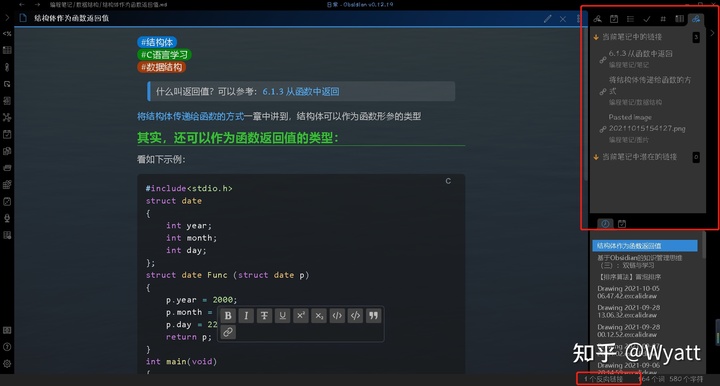 编程笔记/数据结构/结构体作为函数返回值.md
日常 - Obsidian v0.12.19
结构体作为函数返回值
#结构体
#C语言学习
#数据结构
什么叫返回值？可以参考：6.1.3 从函数中返回
将结构体传递给函数的方式一章中讲到，结构体可以作为函数形参的类型
其实，还可以作为函数返回值的类型：
看如下示例：
C
#include<stdio.h>
struct date
{
int year;
int month;
int day;
};
struct date Func (struct date p)
{
p.year = 2000;
p.month =
p.day = 22
return p;
}
int main(void)
{
当前笔记中的链接
3
6.1.3 从函数中返回
编程笔记/笔记
将结构体传递给函数的方式
编程笔记/数据结构
Pasted image
20211015154127.png
编程笔记/图片
当前笔记中潜在的链接
0
结构体作为函数返回值
基于Obsidian的知识管理思维
（三）：双链与学习
【排序算法】冒泡排序
Drawing 2021-10-05
06.47.42.excalidraw
Drawing 2021-09-28
13.06.32.excalidraw
Drawing 2021-09-28
00.12.52.excalidraw
Drawing 2021-09-06
知乎 @Wyatt
1 个反向链接
164 个词 580 个字符